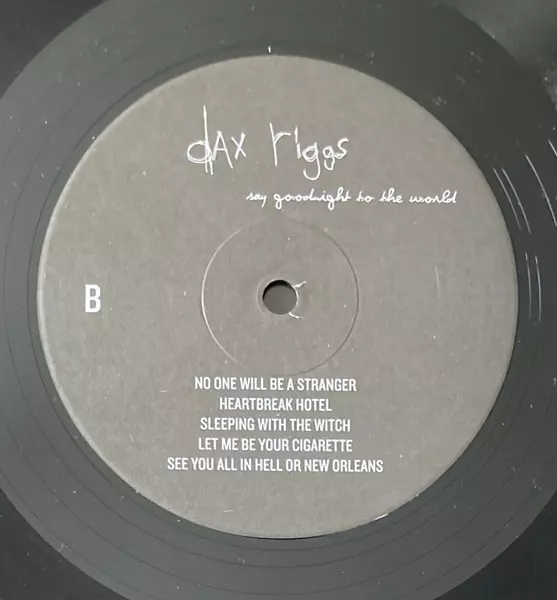 dax riggs
say goodnight to the world
B
NO ONE WILL BE A STRANGER
HEARTBREAK HOTEL
SLEEPING WITH THE WITCH
LET ME BE YOUR CIGARETTE
SEE YOU ALL IN HELL OR NEW ORLEANS